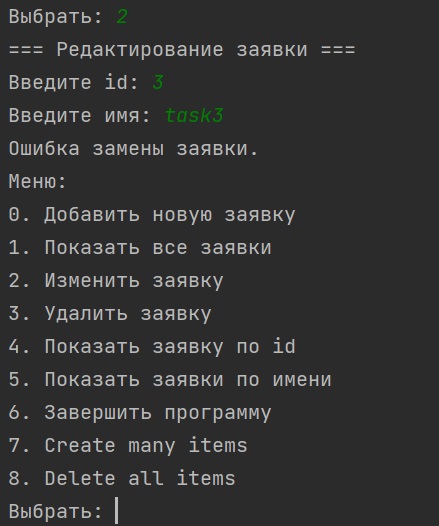 Выбрать: 2
=== Редактирование заявки ===
Введите id: 3
Введите имя: task3
Ошибка замены заявки.
Меню:
0. Добавить новую заявку
1. Показать все заявки
2. Изменить заявку
3. Удалить заявку
4. Показать заявку по id
5. Показать заявки по имени
6. Завершить программу
7. Create many items
8. Delete all items
Выбрать: